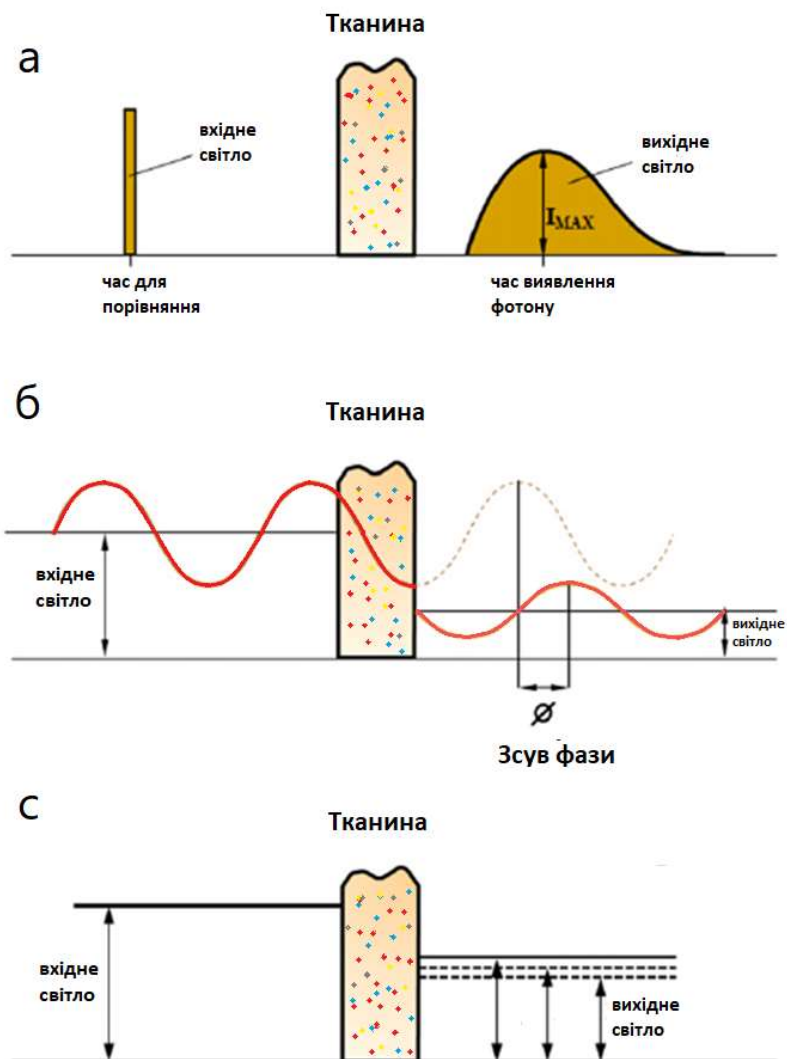 Тканина
а
вхідне
світло
вихідне
світло
IMAX
час для
порівняння
час виявлення
фотону
б
Тканина
вхідне
світло
вихідне
світло
ø
Зсув фази
с
Тканина
вхідне
світло
вихідне
світло